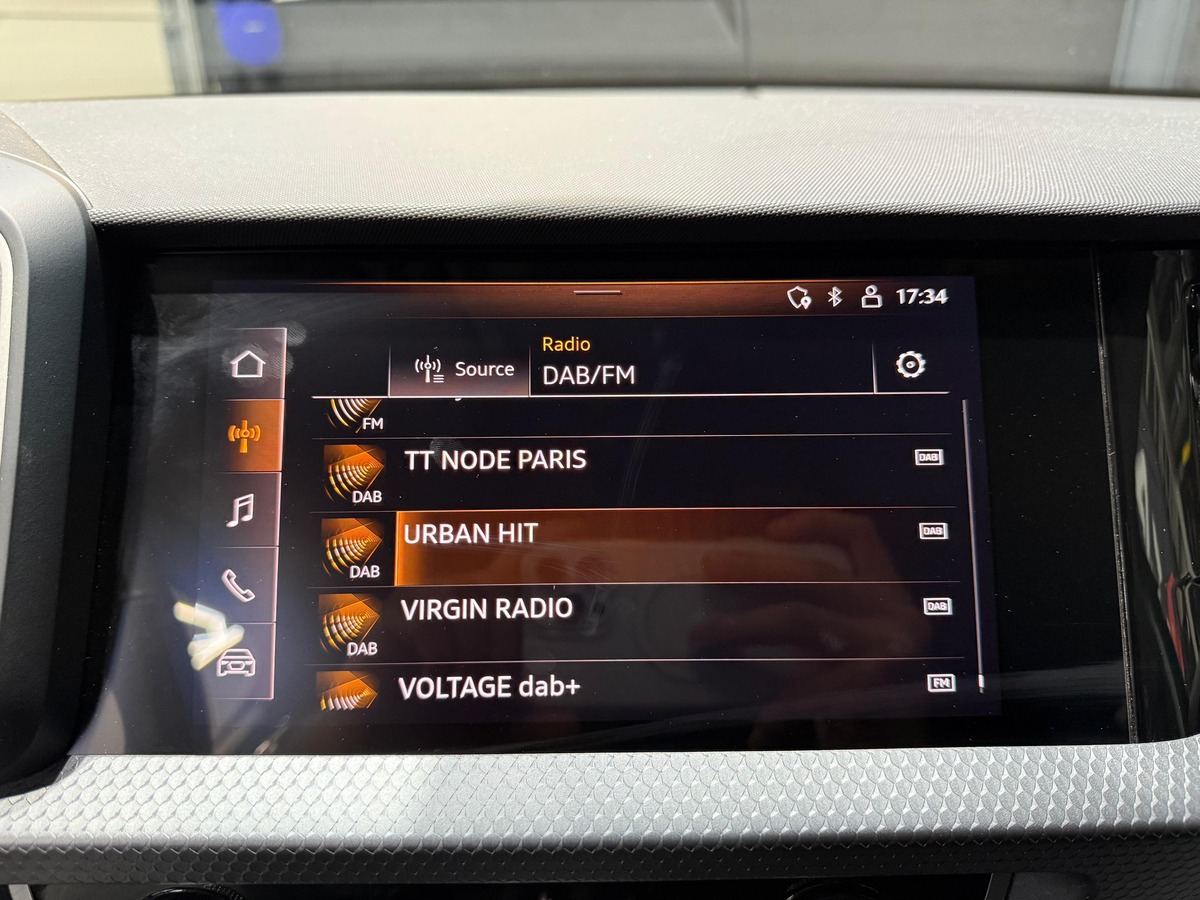 17:34
Source
Radio
DAB/FM
FM
TT NODE PARIS
DAB
DAB
URBAN HIT
DAB
DAB
VIRGIN RADIO
DAB
DAB
VOLTAGE dab+
FM